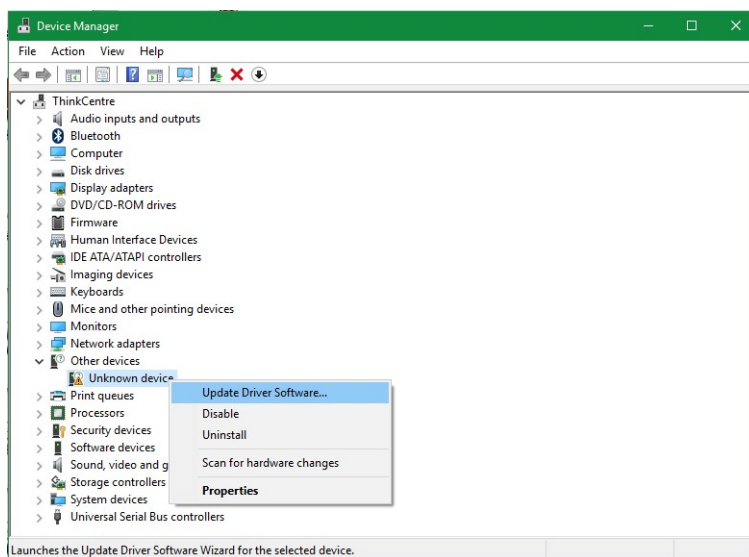 Device Manager
File Action View Help
ThinkCentre
Audio inputs and outputs
Bluetooth
Computer
Disk drives
Display adapters
DVD/CD-ROM drives
Firmware
Human Interface Devices
IDE ATA/ATAPI controllers
Imaging devices
Keyboards
Mice and other pointing devices
Monitors
Network adapters
Other devices
Unknown device
Print queues
Processors
Security devices
Software devices
Sound, video and g
Storage controllers
System devices
Universal Serial Bus controllers
Update Driver Software...
Disable
Uninstall
Scan for hardware changes
Properties
Launches the Update Driver Software Wizard for the selected device.